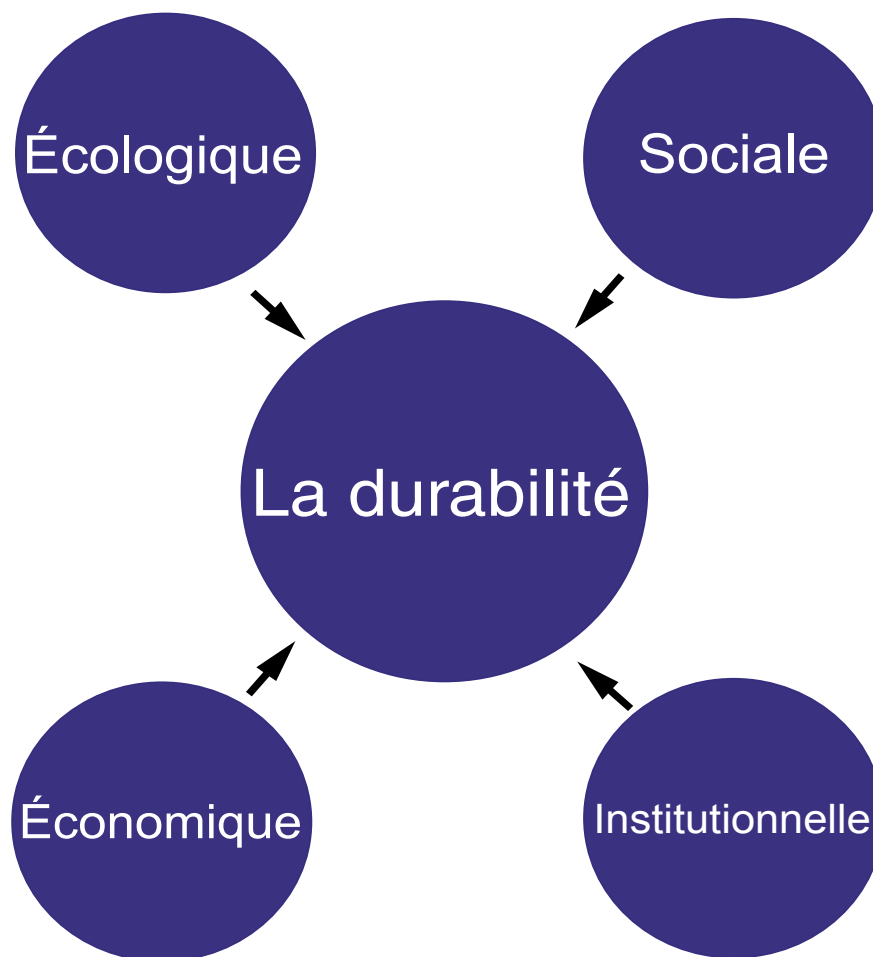 Écologique
Sociale
La durabilité
Économique
Institutionnelle